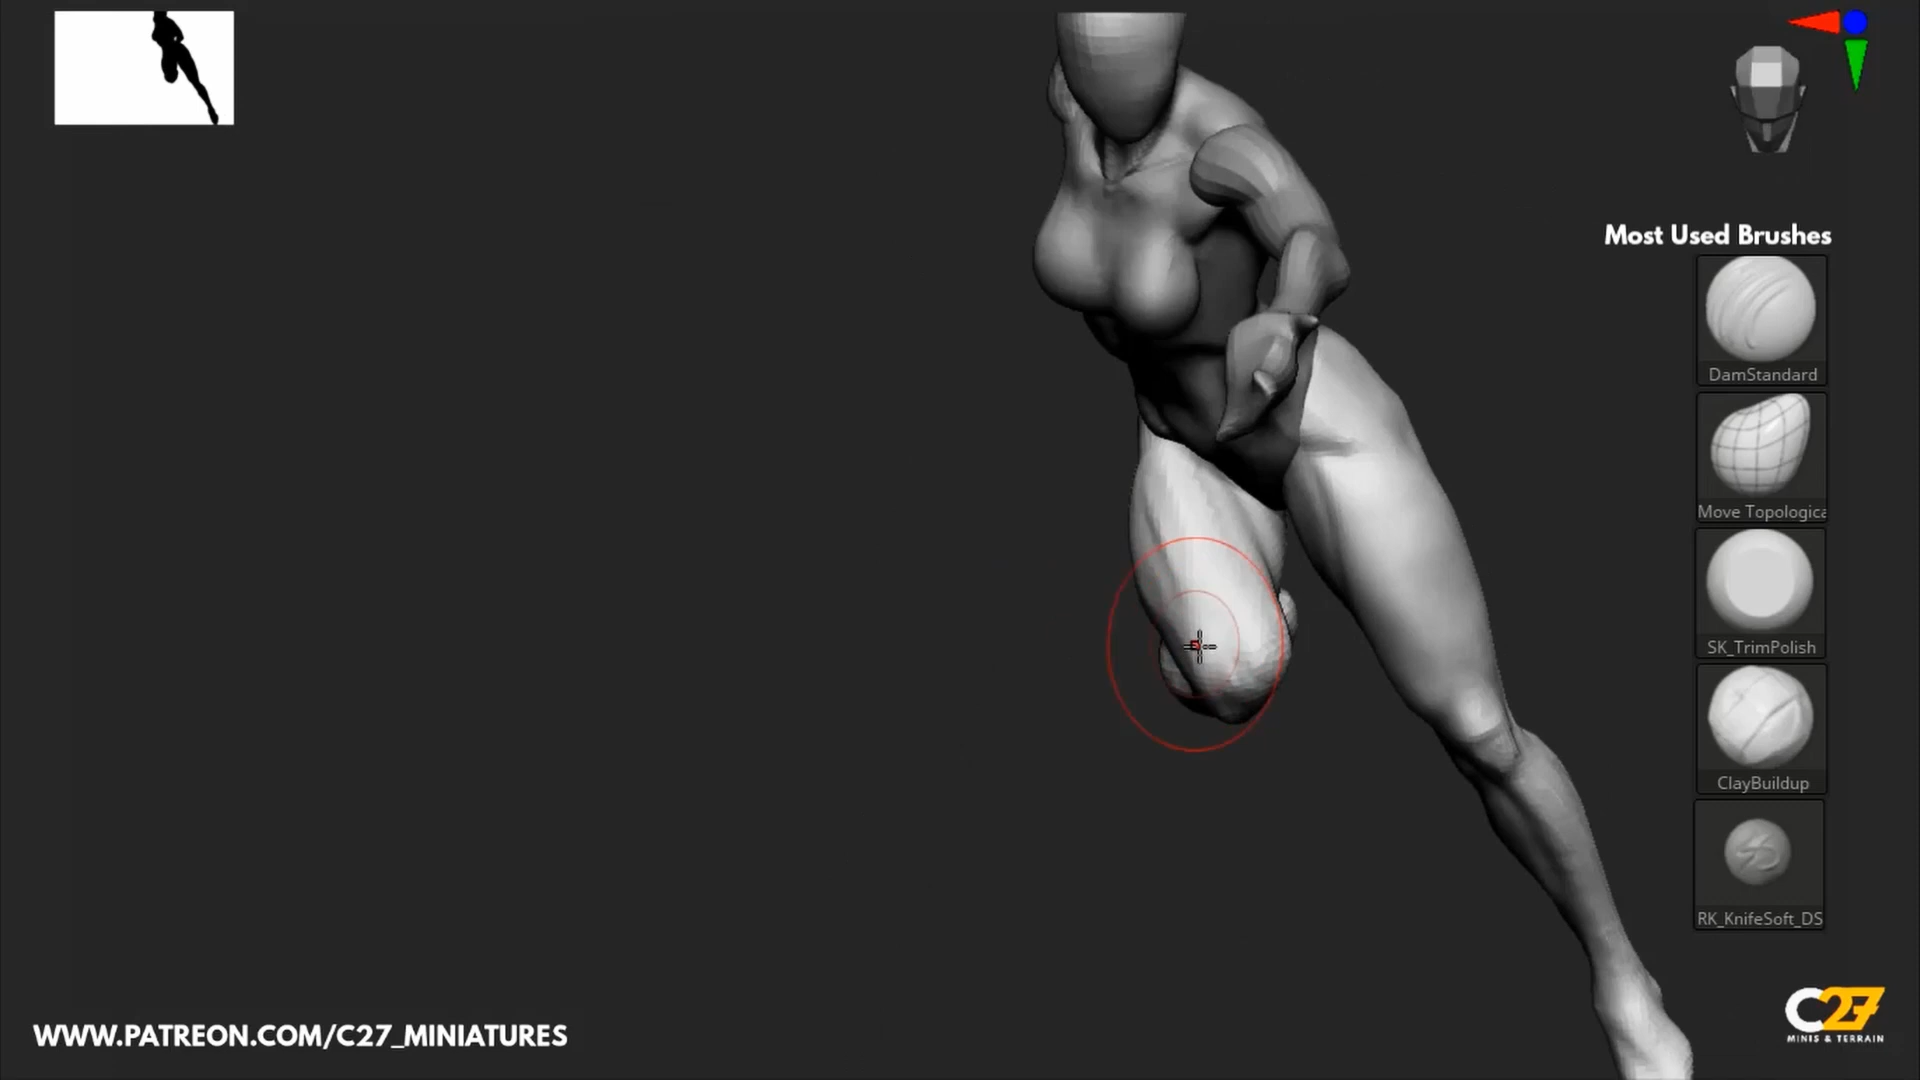 Most Used Brushes
DamStandard
Move Topologica
SK_TrimPolish
ClayBuildup
RK_KnifeSoft_DS
WWW.PATREON.COM/C27_MINIATURES
C27
MINIS & TERRAIN